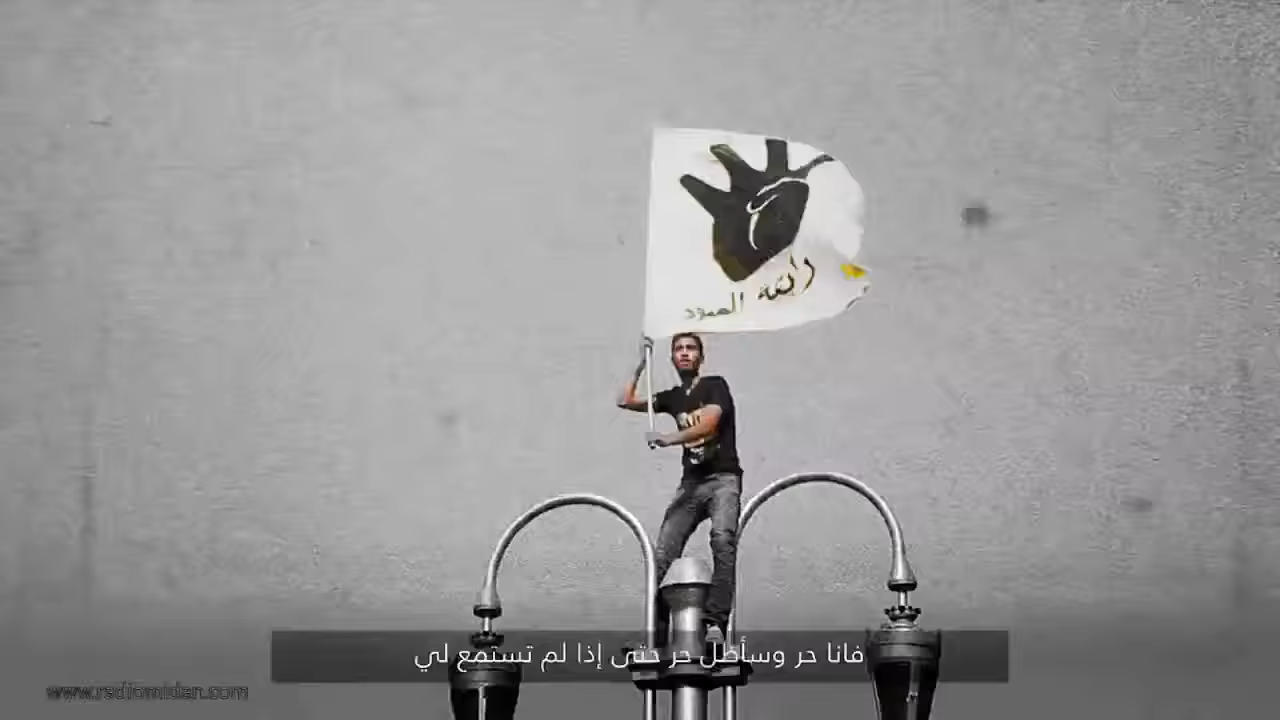 رابعة الصمود
فانا حر وسأظل حر حتى إذا لم تستمع لي
www.radiomidan.com